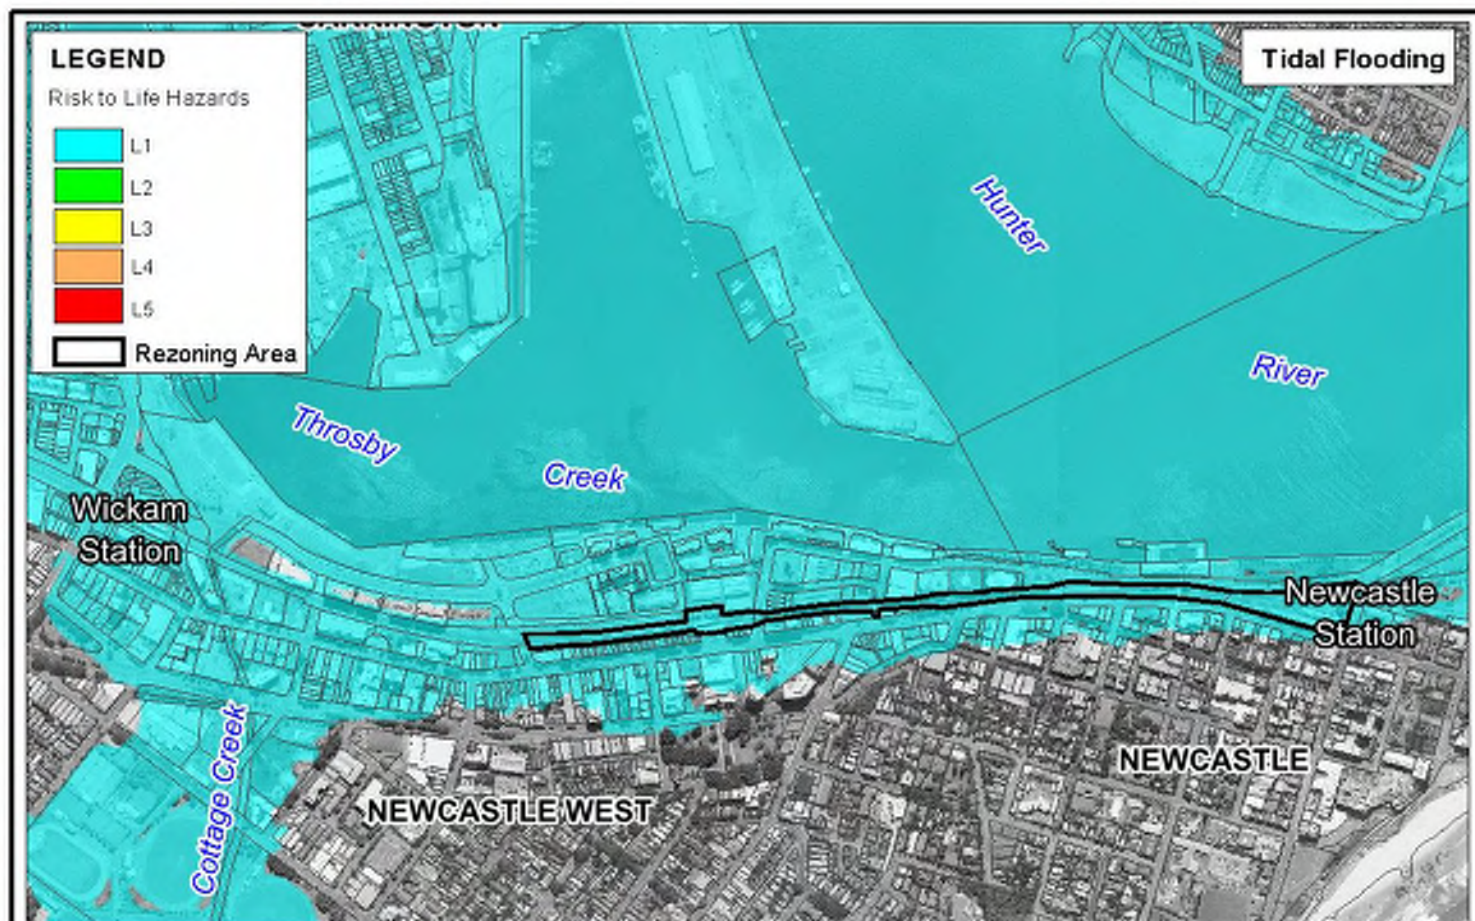 LEGEND
Risk to Life Hazards
L1
L2
L3
L4
L5
Rezoning Area
Tidal Flooding
Hunter
River
Throsby
Creek
Wickam
Station
Newcastle
Station
Cottage Creek
NEWCASTLE WEST
NEWCASTLE